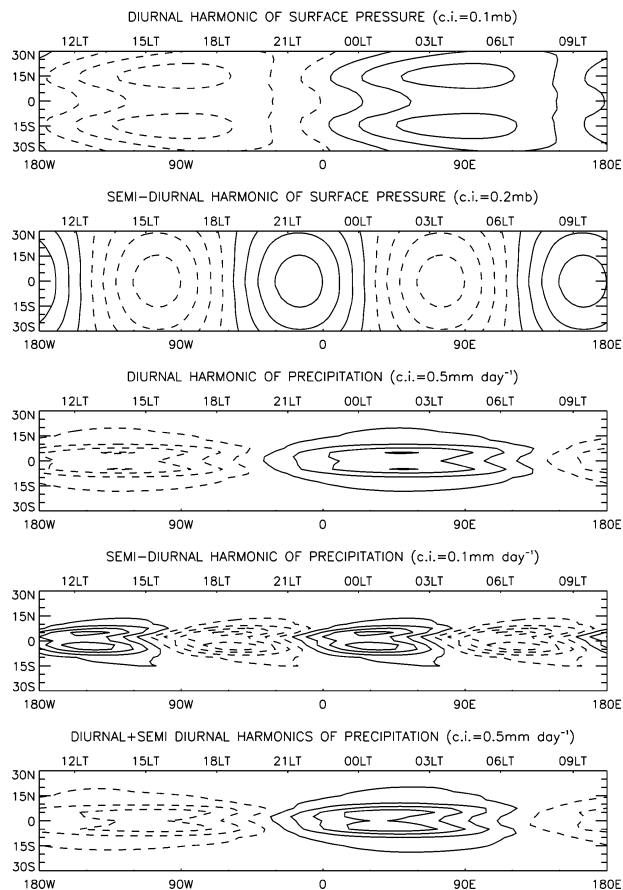 DIURNAL HARMONIC OF SURFACE PRESSURE (c.i.=0.1mb)
12LT 15LT 18LT 21LT 00LT 03LT 06LT 09LT
30N
15N
0
15S
30S
180W 90W 0 90E 180E
SEMI-DIURNAL HARMONIC OF SURFACE PRESSURE (c.i.=0.2mb)
12LT 15LT 18LT 21LT 00LT 03LT 06LT 09LT
30N
15N
0
15S
30S
180W 90W 0 90E 180E
DIURNAL HARMONIC OF PRECIPITATION (c.i.=0.5mm day⁻¹)
12LT 15LT 18LT 21LT 00LT 03LT 06LT 09LT
30N
15N
0
15S
30S
180W 90W 0 90E 180E
SEMI-DIURNAL HARMONIC OF PRECIPITATION (c.i.=0.1mm day⁻¹)
12LT 15LT 18LT 21LT 00LT 03LT 06LT 09LT
30N
15N
0
15S
30S
180W 90W 0 90E 180E
DIURNAL+SEMI DIURNAL HARMONICS OF PRECIPITATION (c.i.=0.5mm day⁻¹)
12LT 15LT 18LT 21LT 00LT 03LT 06LT 09LT
30N
15N
0
15S
30S
180W 90W 0 90E 180E